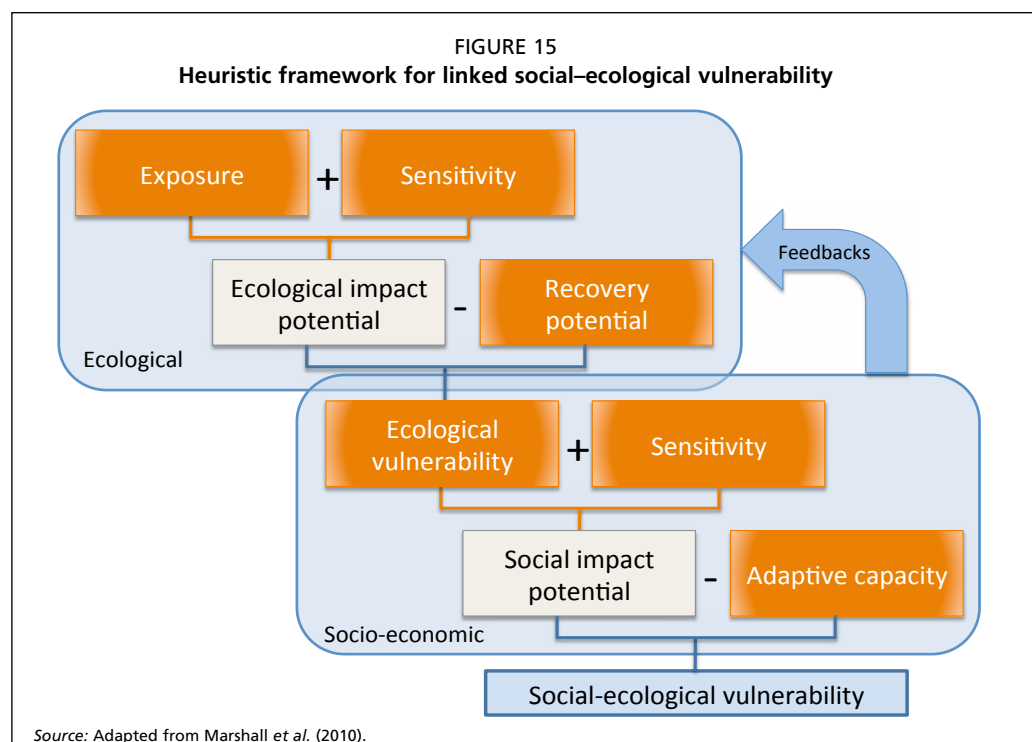 FIGURE 15
Heuristic framework for linked social–ecological vulnerability
Exposure + Sensitivity
Feedbacks
Ecological impact
potential
-
Recovery
potential
Ecological
Ecological
vulnerability
+
Sensitivity
Social impact
potential
-
Adaptive capacity
Socio-economic
Social-ecological vulnerability
Source: Adapted from Marshall et al. (2010).